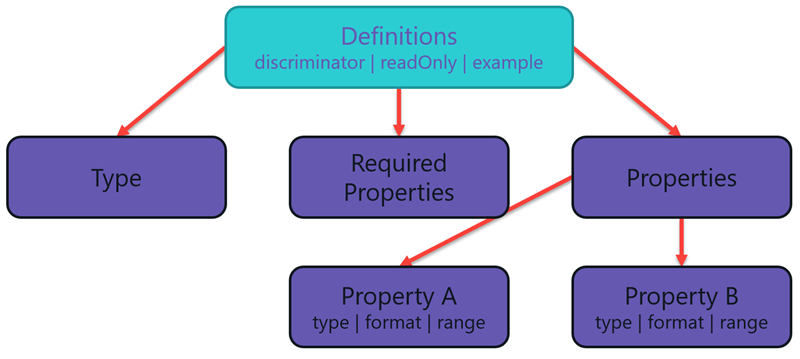 Definitions
discriminator | readOnly | example
Type
Required
Properties
Properties
Property A
type | format | range
Property B
type | format | range